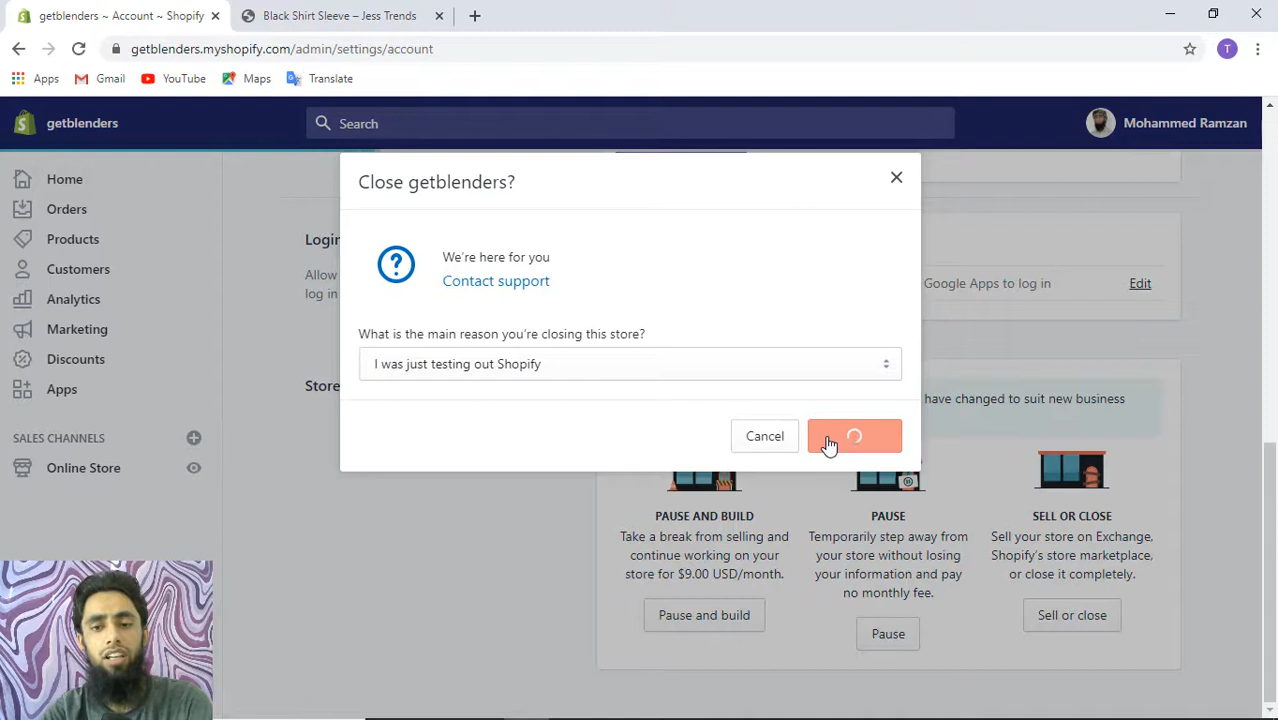 getblenders ~ Account ~ Shopify
Black Shirt Sleeve – Jess Trends
getblenders.myshopify.com/admin/settings/account
T
Apps
Gmail
YouTube
Maps
Translate
getblenders
Search
Mohammed Ramzan
Home
Orders
Products
Customers
Analytics
Marketing
Discounts
Apps
SALES CHANNELS
Online Store
Close getblenders?
We're here for you
Contact support
What is the main reason you're closing this store?
I was just testing out Shopify
Cancel
Login
Allow
log in
Google Apps to log in
Edit
Store
have changed to suit new business
PAUSE AND BUILD
Take a break from selling and
continue working on your
store for $9.00 USD/month.
Pause and build
PAUSE
Temporarily step away from
your store without losing
your information and pay
no monthly fee.
Pause
SELL OR CLOSE
Sell your store on Exchange,
Shopify's store marketplace,
or close it completely.
Sell or close